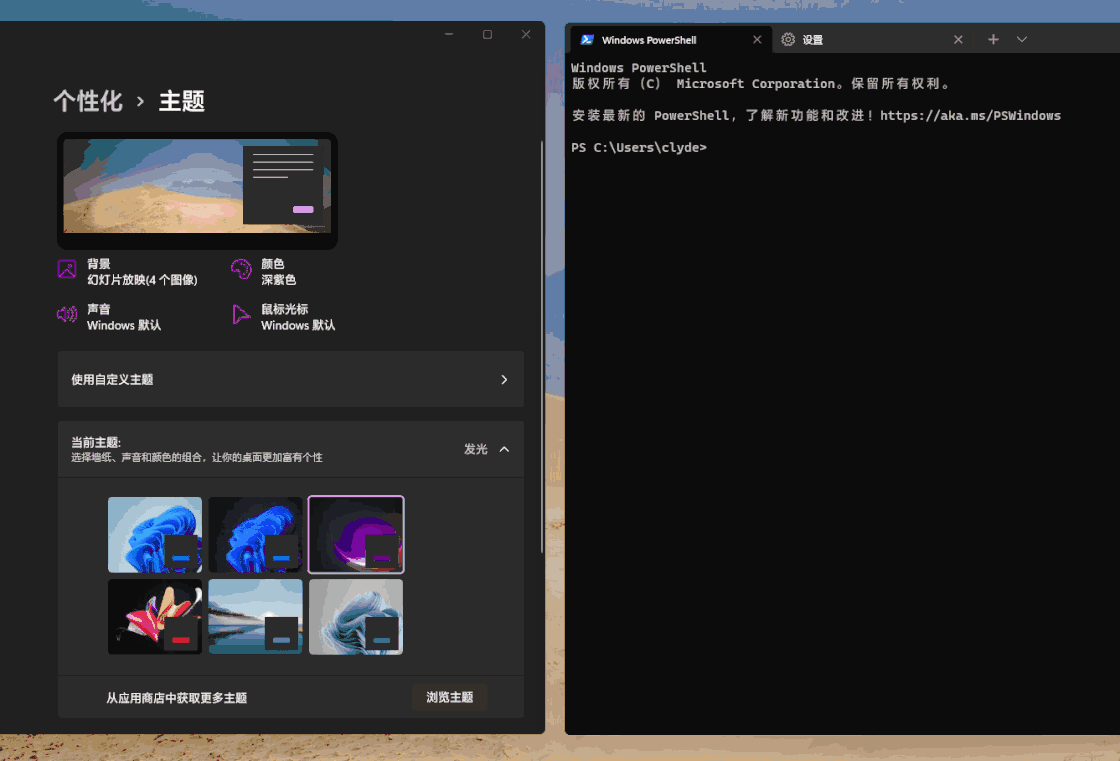 个性化 › 主题
背景
幻灯片放映(4 个图像)
颜色
深紫色
声音
Windows 默认
鼠标光标
Windows 默认
使用自定义主题
当前主题:
选择墙纸、声音和颜色的组合，让你的桌面更加富有个性
发光
从应用商店中获取更多主题
浏览主题
Windows PowerShell
设置
Windows PowerShell
版权所有 (C) Microsoft Corporation。保留所有权利。
安装最新的 PowerShell，了解新功能和改进！https://aka.ms/PSWindows
PS C:\Users\clyde>